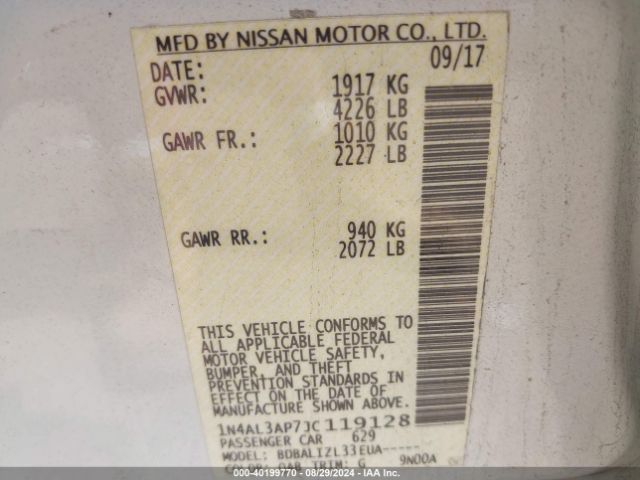 MFD BY NISSAN MOTOR CO., LTD.
DATE: 09/17
GVWR: 1917 KG
4226 LB
GAWR FR.: 1010 KG
2227 LB
GAWR RR.: 940 KG
2072 LB
THIS VEHICLE CONFORMS TO
ALL APPLICABLE FEDERAL
MOTOR VEHICLE SAFETY,
BUMPER, AND THEFT
PREVENTION STANDARDS IN
EFFECT ON THE DATE OF
MANUFACTURE SHOWN ABOVE.
1N4AL3AP7JC119128
PASSENGER CAR 629
MODEL: BDBALIZL33EUA-----
TRIM: G 9N00A
IMAGE - 40199770 - 08/29/2024 - IAA Inc.